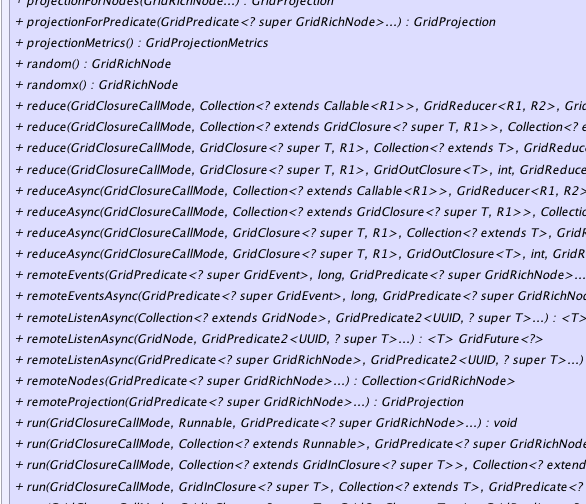 + projectionForNodes(GridRichNode...) : GridProjection
+ projectionForPredicate(GridPredicate<? super GridRichNode>...) : GridProjection
+ projectionMetrics() : GridProjectionMetrics
+ random() : GridRichNode
+ randomx() : GridRichNode
+ reduce(GridClosureCallMode, Collection<? extends Callable<R1>>, GridReducer<R1, R2>, Grid
+ reduce(GridClosureCallMode, Collection<? extends GridClosure<? super T, R1>>, Collection<? e
+ reduce(GridClosureCallMode, GridClosure<? super T, R1>, Collection<? extends T>, GridReduc
+ reduce(GridClosureCallMode, GridClosure<? super T, R1>, GridOutClosure<T>, int, GridReduce
+ reduceAsync(GridClosureCallMode, Collection<? extends Callable<R1>>, GridReducer<R1, R2>
+ reduceAsync(GridClosureCallMode, Collection<? extends GridClosure<? super T, R1>>, Collectio
+ reduceAsync(GridClosureCallMode, GridClosure<? super T, R1>, Collection<? extends T>, GridR
+ reduceAsync(GridClosureCallMode, GridClosure<? super T, R1>, GridOutClosure<T>, int, GridR
+ remoteEvents(GridPredicate<? super GridEvent>, long, GridPredicate<? super GridRichNode>...
+ remoteEventsAsync(GridPredicate<? super GridEvent>, long, GridPredicate<? super GridRichNod
+ remoteListenAsync(Collection<? extends GridNode>, GridPredicate2<UUID, ? super T>...) : <T>
+ remoteListenAsync(GridNode, GridPredicate2<UUID, ? super T>...) : <T> GridFuture<?>
+ remoteListenAsync(GridPredicate<? super GridRichNode>, GridPredicate2<UUID, ? super T>...)
+ remoteNodes(GridPredicate<? super GridRichNode>...) : Collection<GridRichNode>
+ remoteProjection(GridPredicate<? super GridRichNode>...) : GridProjection
+ run(GridClosureCallMode, Runnable, GridPredicate<? super GridRichNode>...) : void
+ run(GridClosureCallMode, Collection<? extends Runnable>, GridPredicate<? super GridRichNode
+ run(GridClosureCallMode, Collection<? extends GridInClosure<? super T>>, Collection<? extend
+ run(GridClosureCallMode, GridInClosure<? super T>, Collection<? extends T>, GridPredicate<?